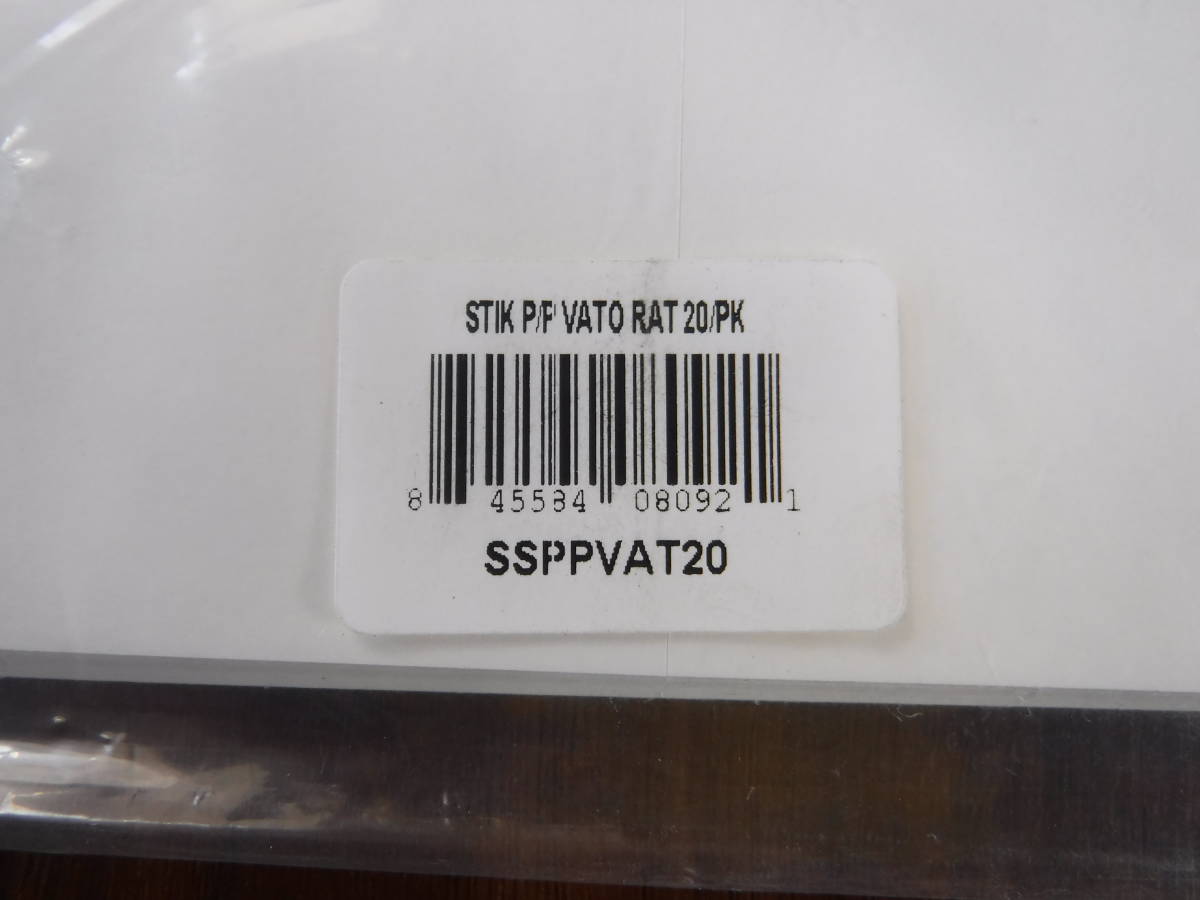 STIK P/P VATO RAT 20/PK
8 45584 08092 1
SSPPVAT20